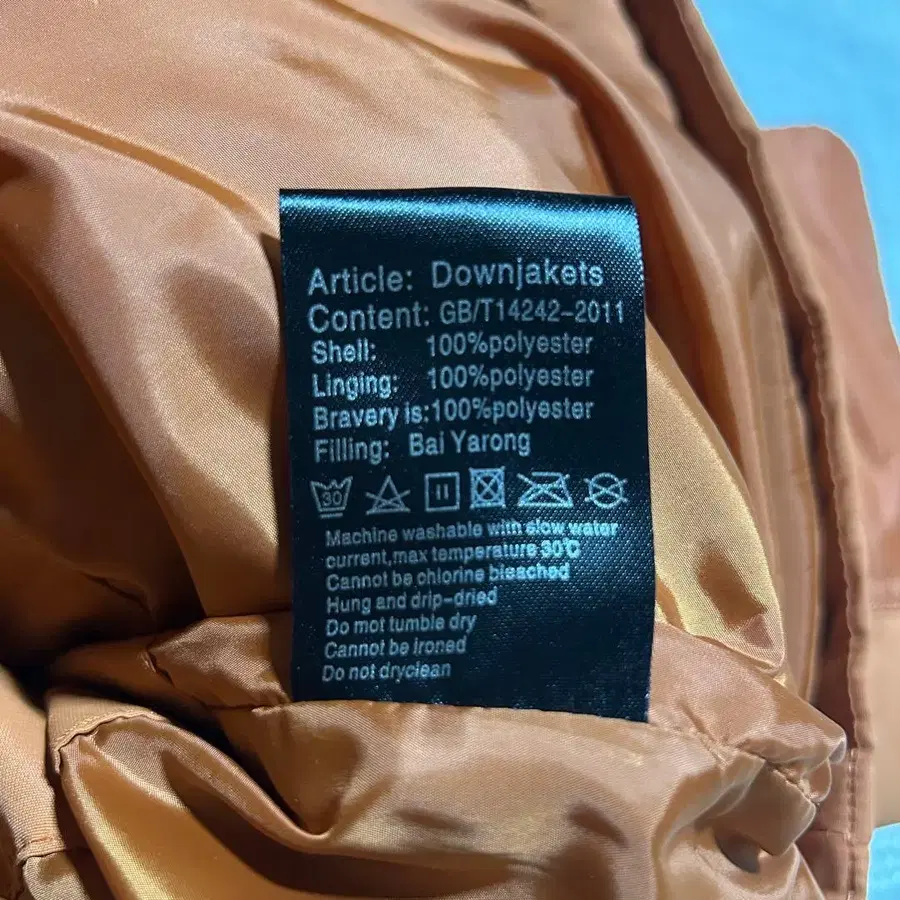 Article: Downjakets
Content: GB/T14242-2011
Shell: 100%polyester
Linging: 100%polyester
Bravery is:100%polyester
Filling: Bai Yarong
30
Machine washable with slow water
current,max temperature 30℃
Cannot be chlorine bleached
Hung and drip-dried
Do mot tumble dry
Cannot be ironed
Do not dryclean